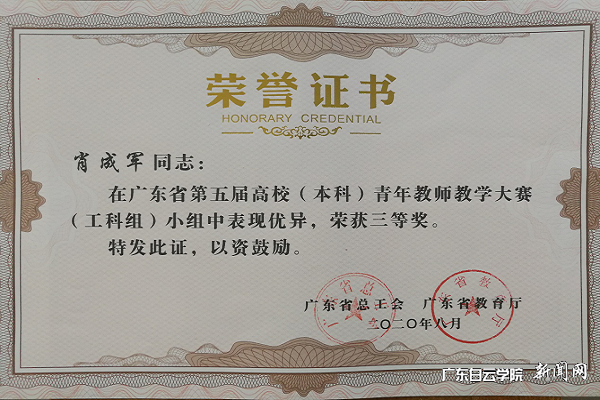 荣誉证书
HONORARY CREDENTIAL
肖成军同志：
在广东省第五届高校（本科）青年教师教学大赛
（工科组）小组中表现优异，荣获三等奖。
特发此证，以资鼓励。
广东省总工会 广东省教育厅
二〇二〇年八月
广东白云学院 新闻网